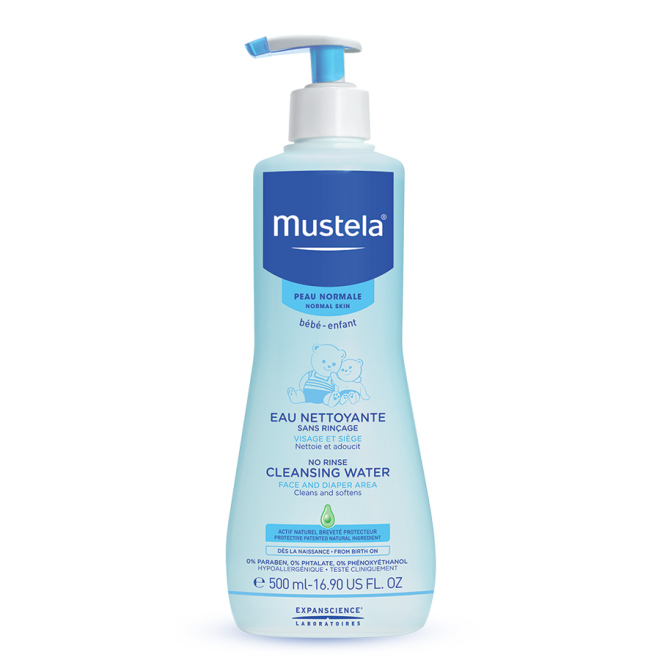 mustela®
PEAU NORMALE
NORMAL SKIN
bébé-enfant
EAU NETTOYANTE
SANS RINÇAGE
VISAGE ET SIÈGE
Nettoie et adoucit
NO RINSE
CLEANSING WATER
FACE AND DIAPER AREA
Cleans and softens
ACTIF NATUREL BREVETÉ PROTECTEUR
PROTECTIVE PATENTED NATURAL INGREDIENT
DÈS LA NAISSANCE • FROM BIRTH ON
0% PARABEN, 0% PHTALATE, 0% PHÉNOXYÉTHANOL
HYPOALLERGÉNIQUE • TESTÉ CLINIQUEMENT
℮ 500 ml-16.90 US FL. OZ
EXPANSCIENCE®
LABORATOIRES